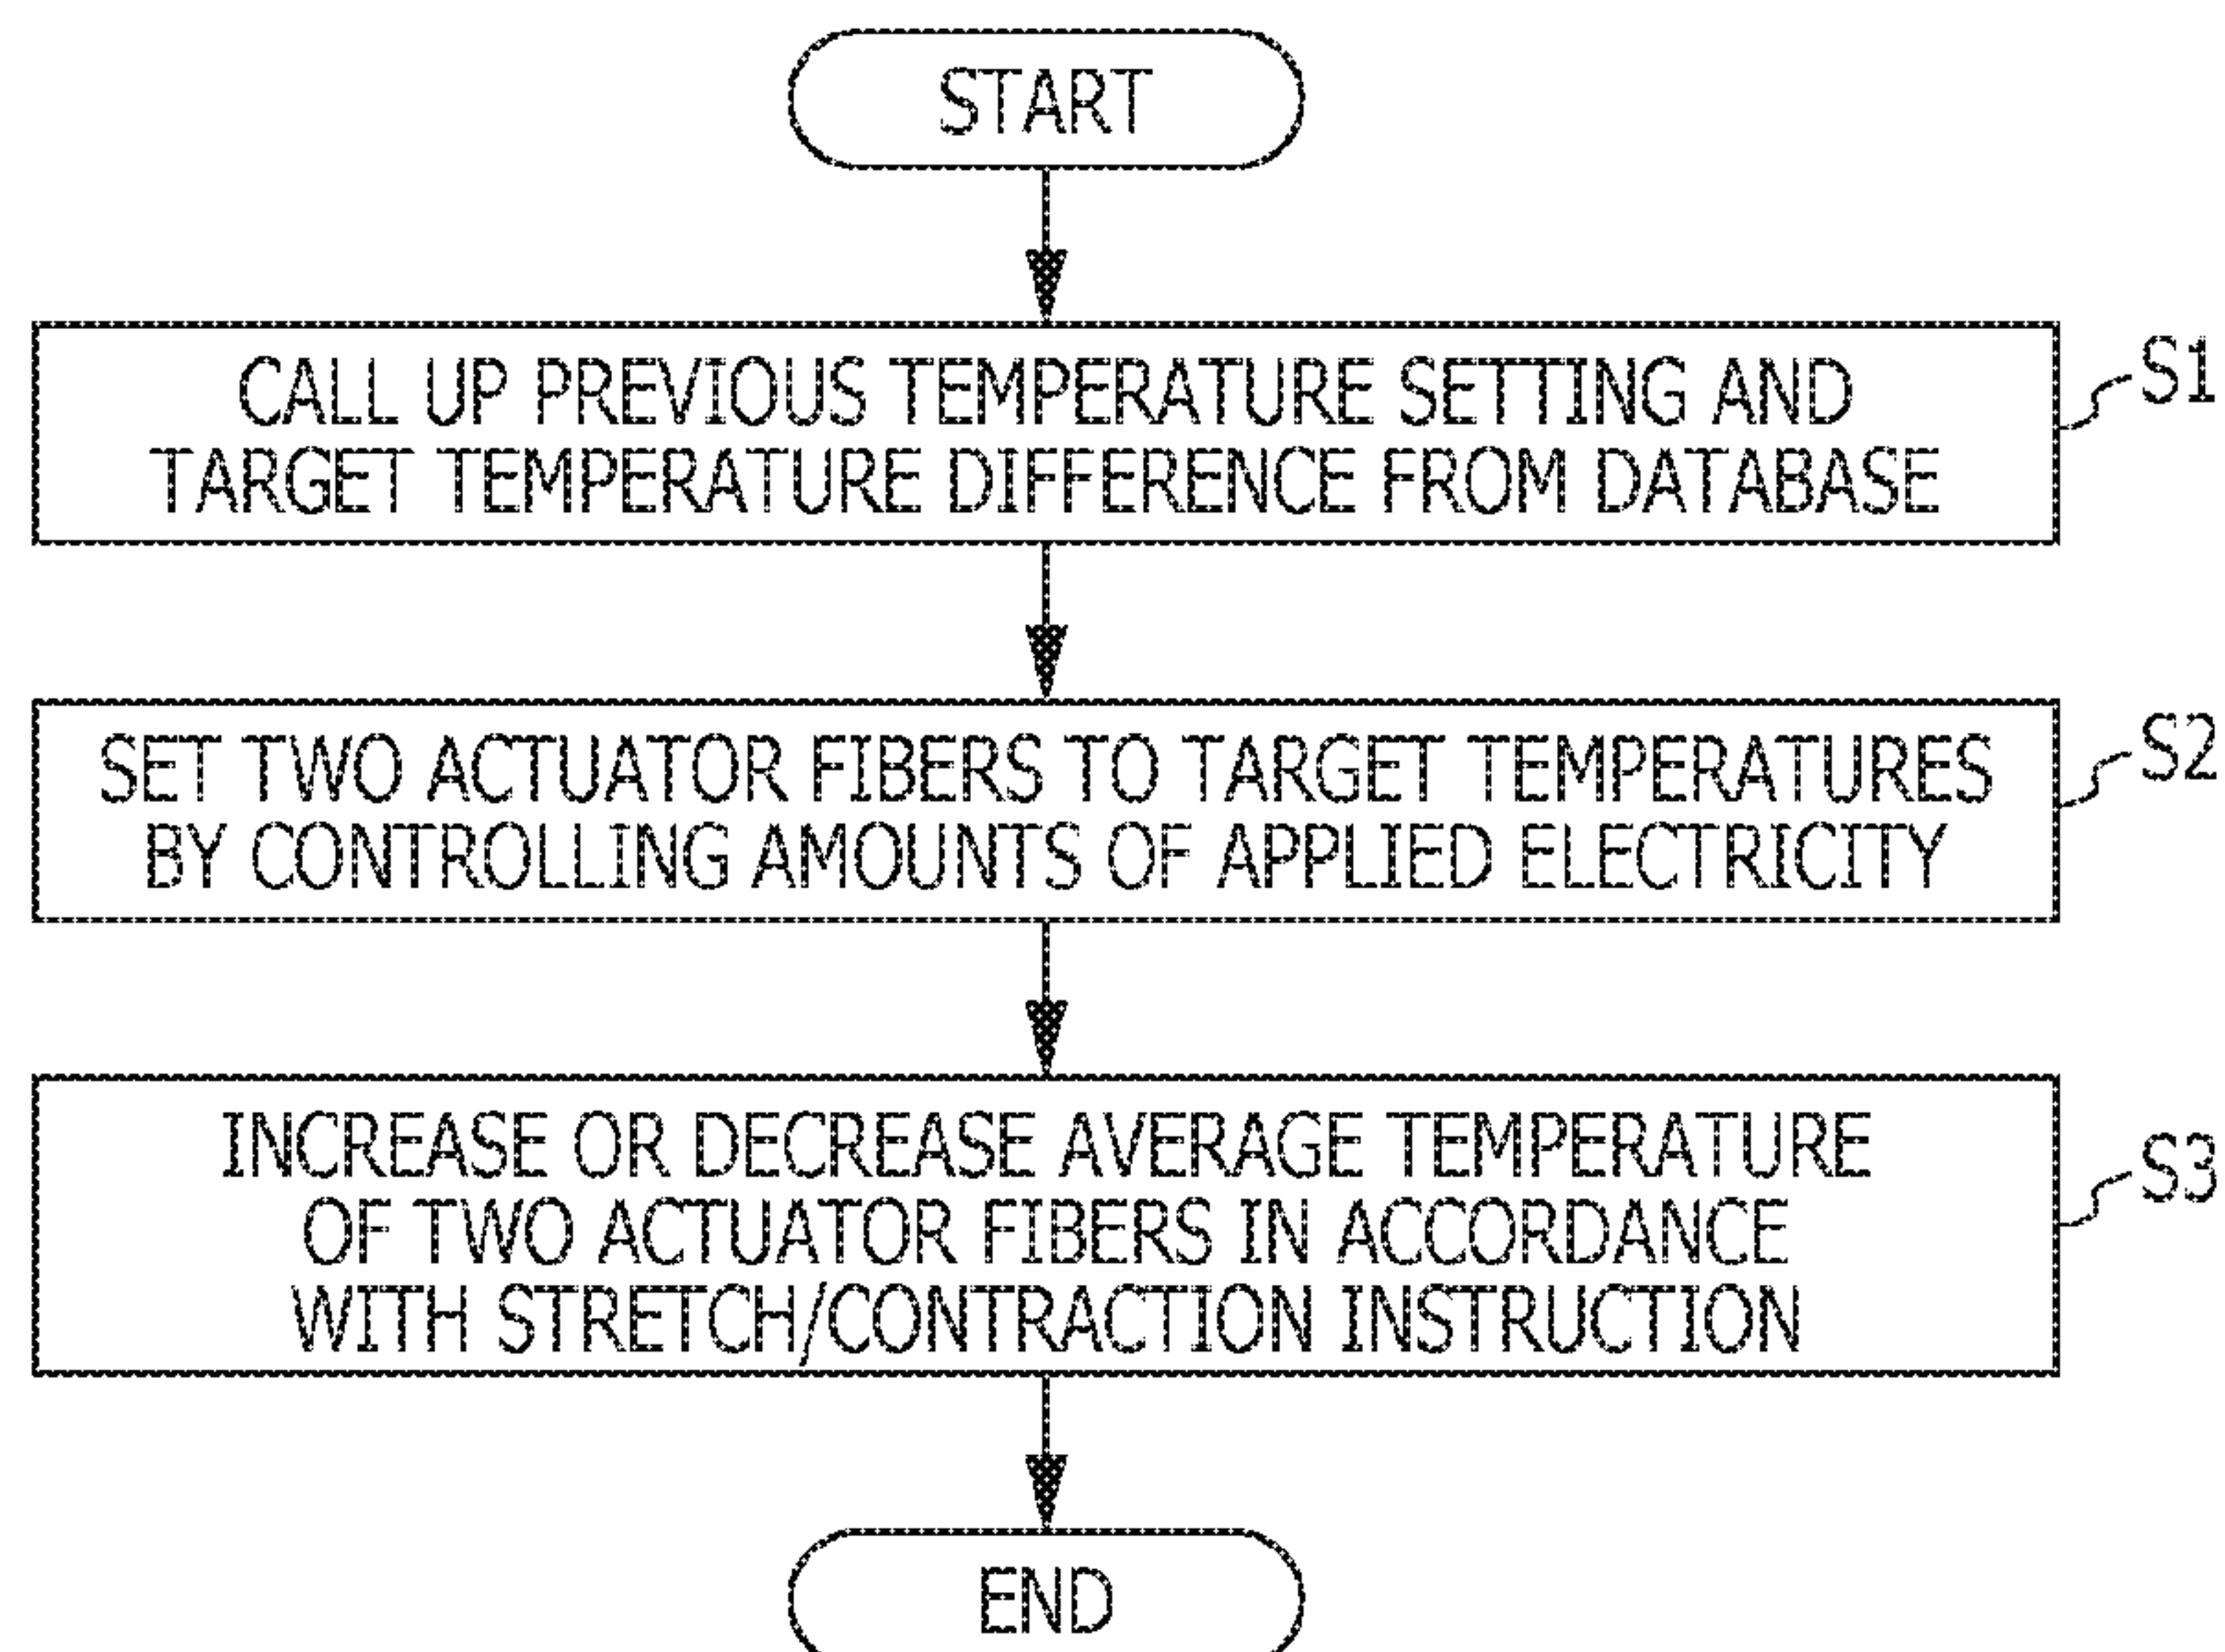 START
CALL UP PREVIOUS TEMPERATURE SETTING AND
TARGET TEMPERATURE DIFFERENCE FROM DATABASE
S1
SET TWO ACTUATOR FIBERS TO TARGET TEMPERATURES
BY CONTROLLING AMOUNTS OF APPLIED ELECTRICITY
S2
INCREASE OR DECREASE AVERAGE TEMPERATURE
OF TWO ACTUATOR FIBERS IN ACCORDANCE
WITH STRETCH/CONTRACTION INSTRUCTION
S3
END